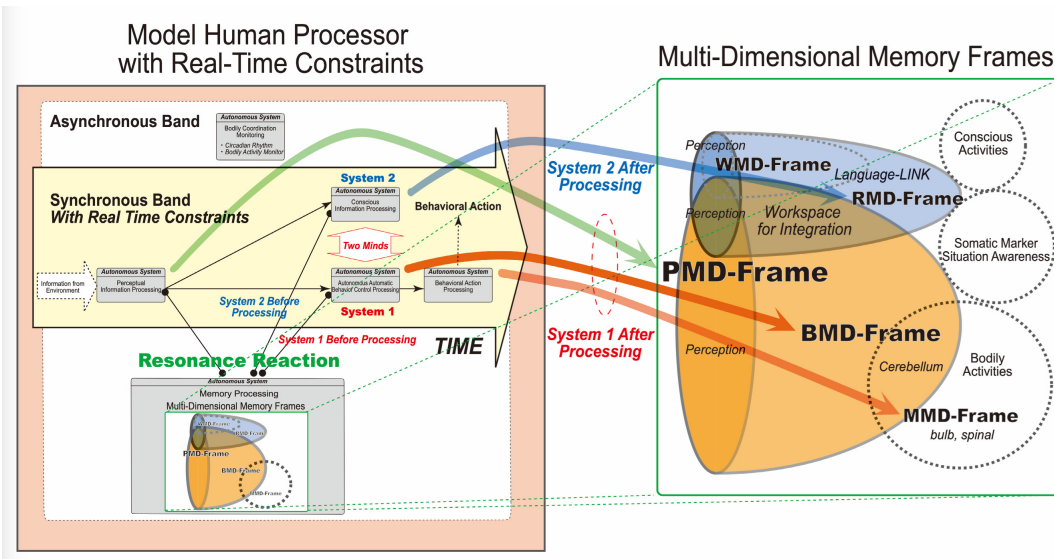 Model Human Processor
with Real-Time Constraints
Asynchronous Band
Autonomous System
Bodily Coordination
Monitoring
• Circadian Rhythm
• Bodily Activity Monitor
Synchronous Band
With Real Time Constraints
System 2
Autonomous System
Conscious
Information Processing
Behavioral Action
Two Minds
Information from
Environment
Autonomous System
Perceptual
Information Processing
Autonomous System
Autonomous Automatic
Behavior Control Processing
Autonomous System
Behavioral Action
Processing
System 2 Before
Processing
System 1
System 1 Before Processing
TIME
Resonance Reaction
Autonomous System
Memory Processing
Multi-Dimensional Memory Frames
WMD-Frame
RMD-Frame
PMD-Frame
BMD-Frame
MMD-Frame
System 2 After
Processing
System 1 After
Processing
Multi-Dimensional Memory Frames
Perception
WMD-Frame
Language-LINK
RMD-Frame
Perception
Workspace
for Integration
PMD-Frame
BMD-Frame
Perception
Cerebellum
MMD-Frame
bulb, spinal
Conscious
Activities
Somatic Marker
Situation Awareness
Bodily
Activities